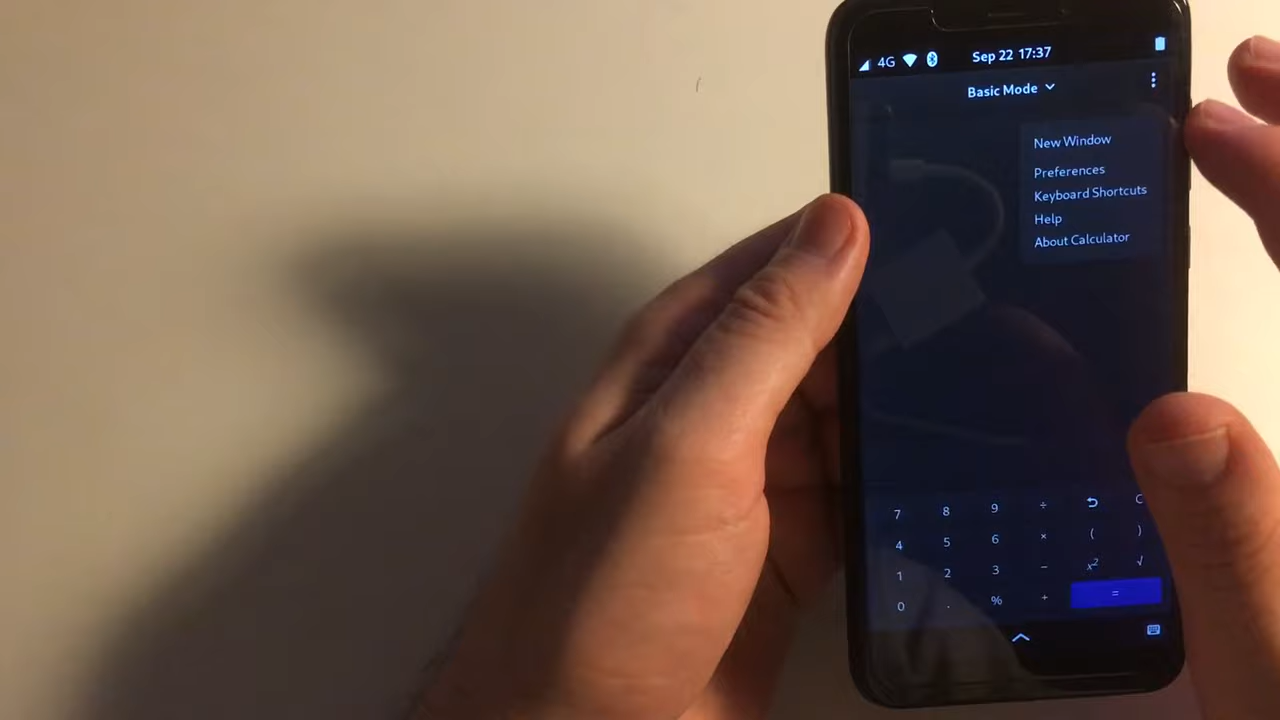 4G Sep 22 17:37
Basic Mode
New Window
Preferences
Keyboard Shortcuts
Help
About Calculator
7 8 9 ÷ C
4 5 6 × ( )
1 2 3 − x² √
0 . % + =